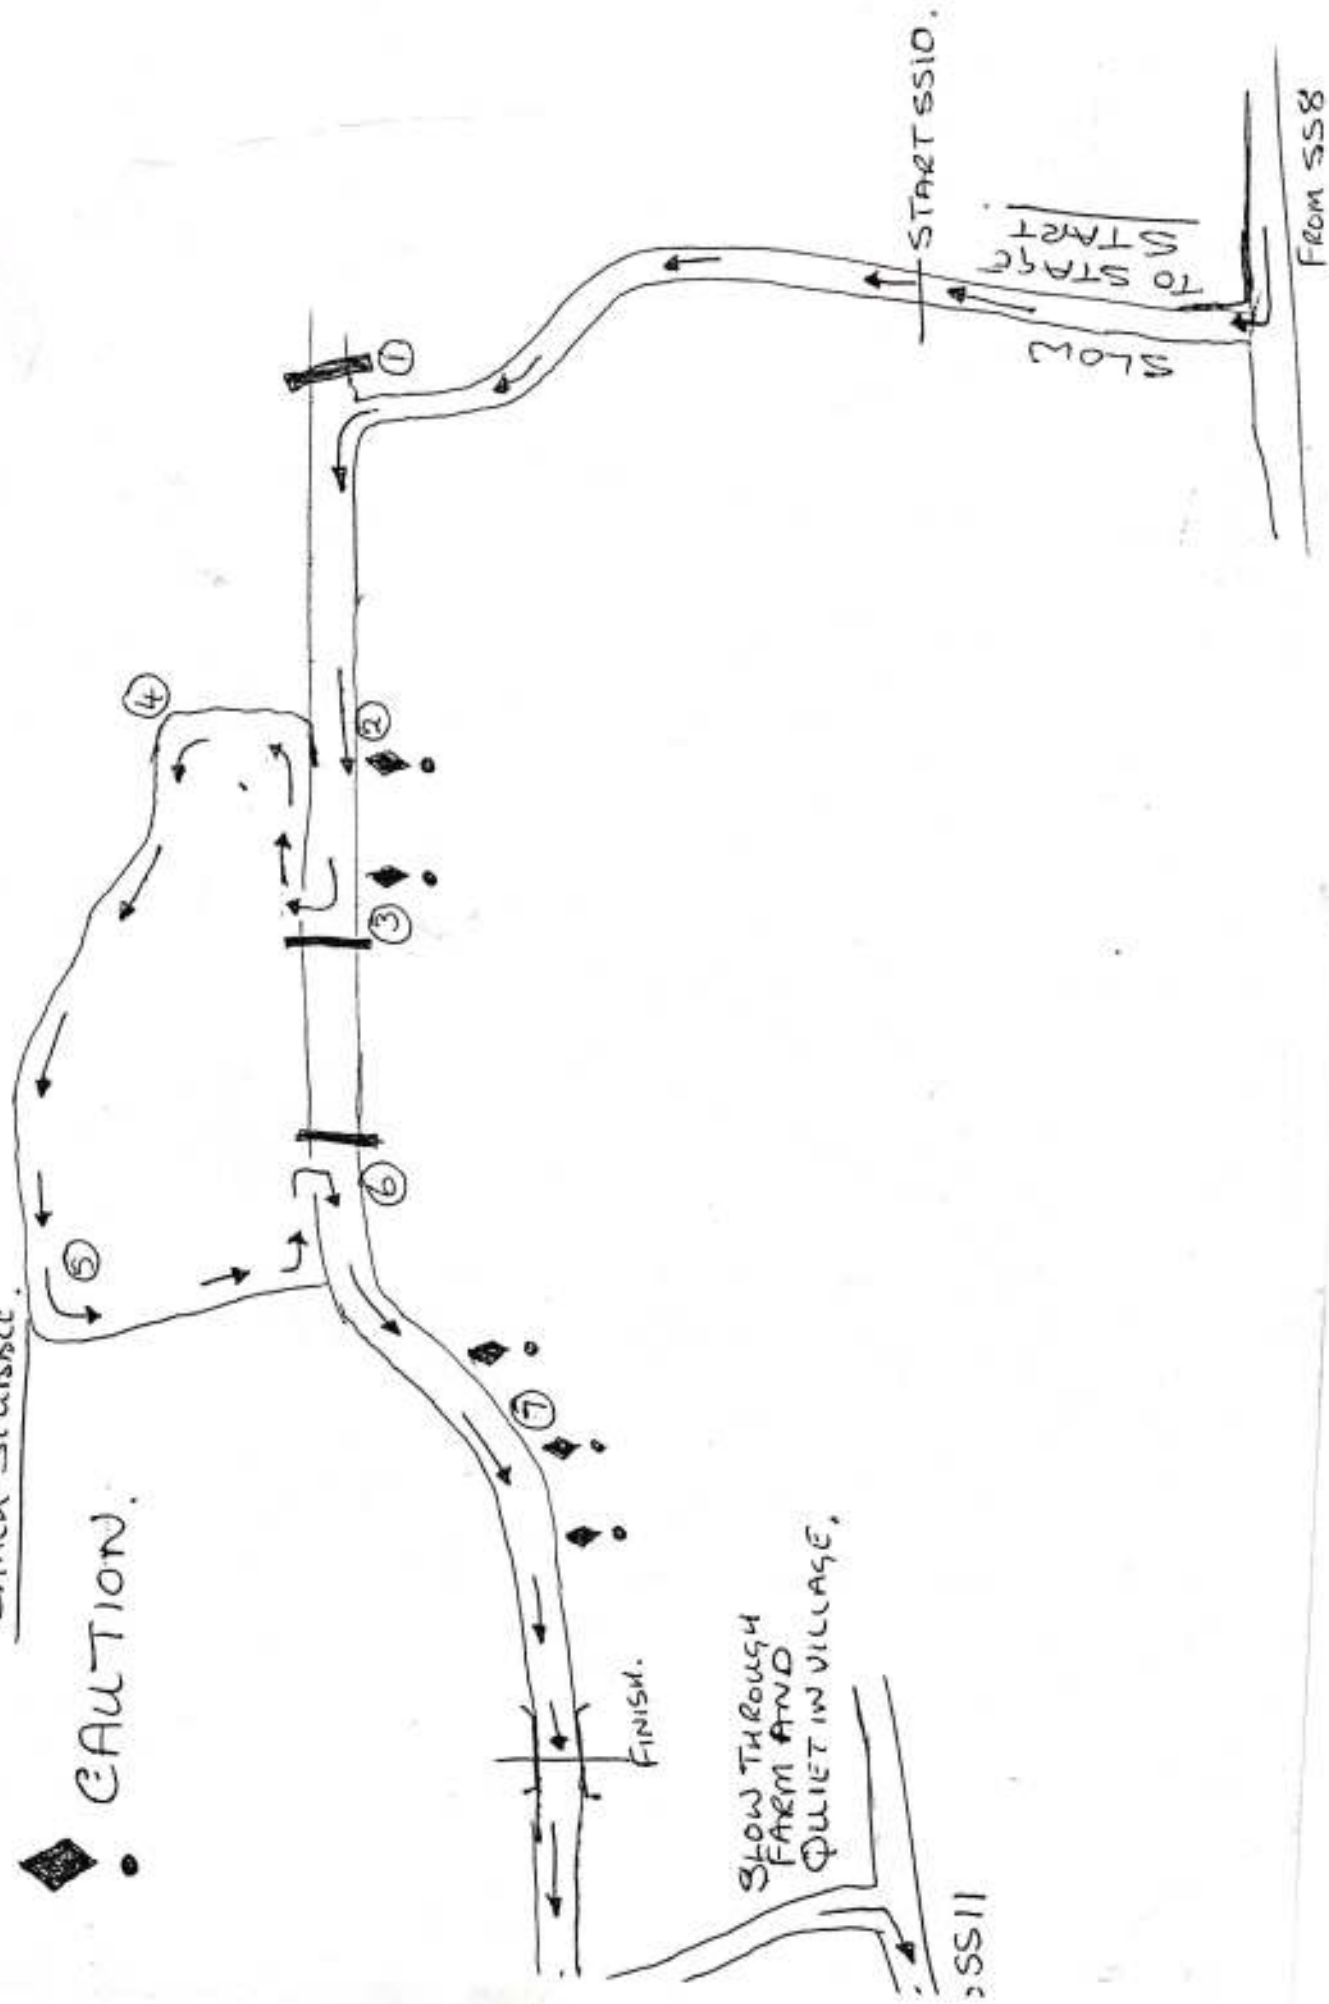 CAUTION.
4
5
1
2
3
6
7
START SS10.
TO STAGE
START
SLOW
FROM SS8
FINISH.
SLOW THROUGH
FARM AND
QUIET IN VILLAGE.
SS11